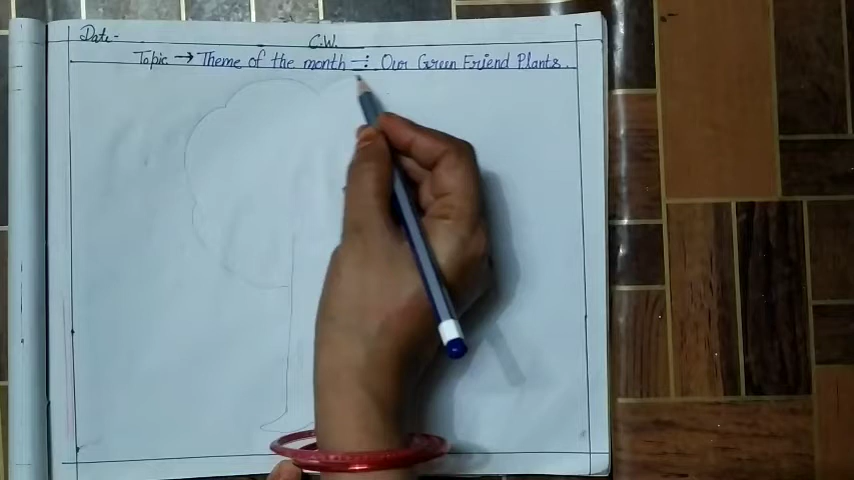 Date-
C.W.
Topic → Theme of the month -: Our Green Friend Plants.